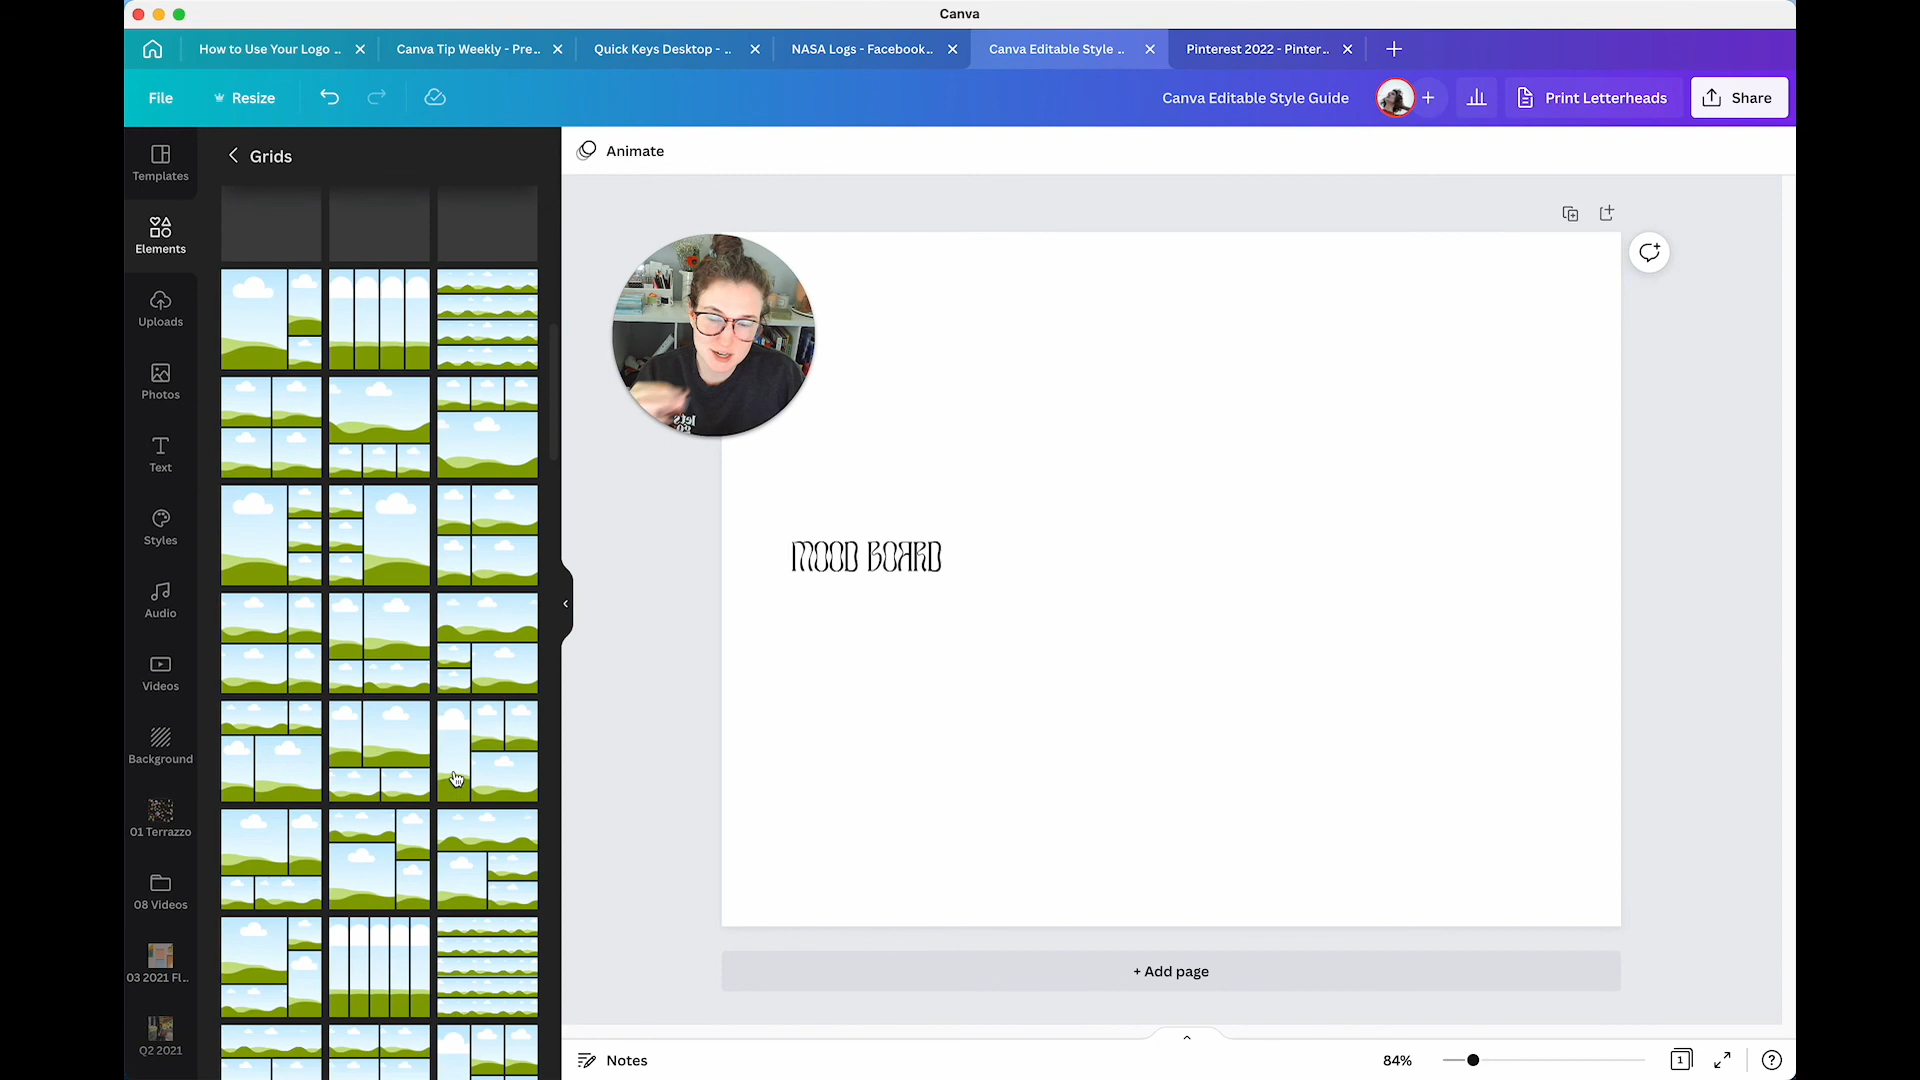 Canva
How to Use Your Logo ..
Canva Tip Weekly - Pre...
Quick Keys Desktop - ..
NASA Logs - Facebook..
Canva Editable Style ..
Pinterest 2022 - Pinter...
File
Resize
Canva Editable Style Guide
Print Letterheads
Share
Templates
Elements
Uploads
Photos
Text
Styles
Audio
Videos
Background
01 Terrazzo
08 Videos
03 2021 Fl...
Q2 2021
Grids
Animate
let's
go
MOOD BOARD
+ Add page
Notes
84%
1